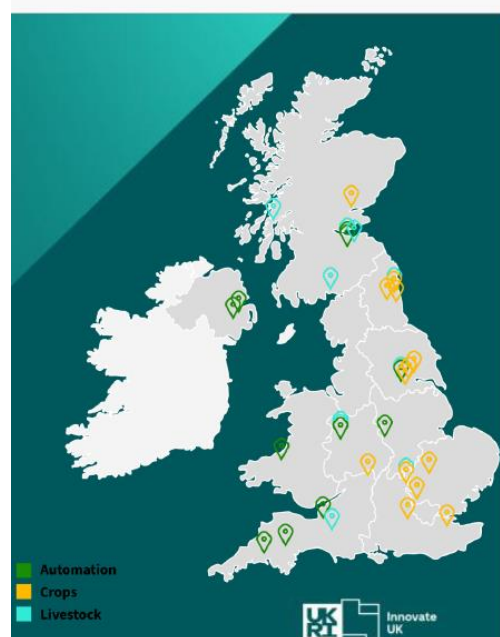 Automation
Crops
Livestock
UK
RI
Innovate
UK